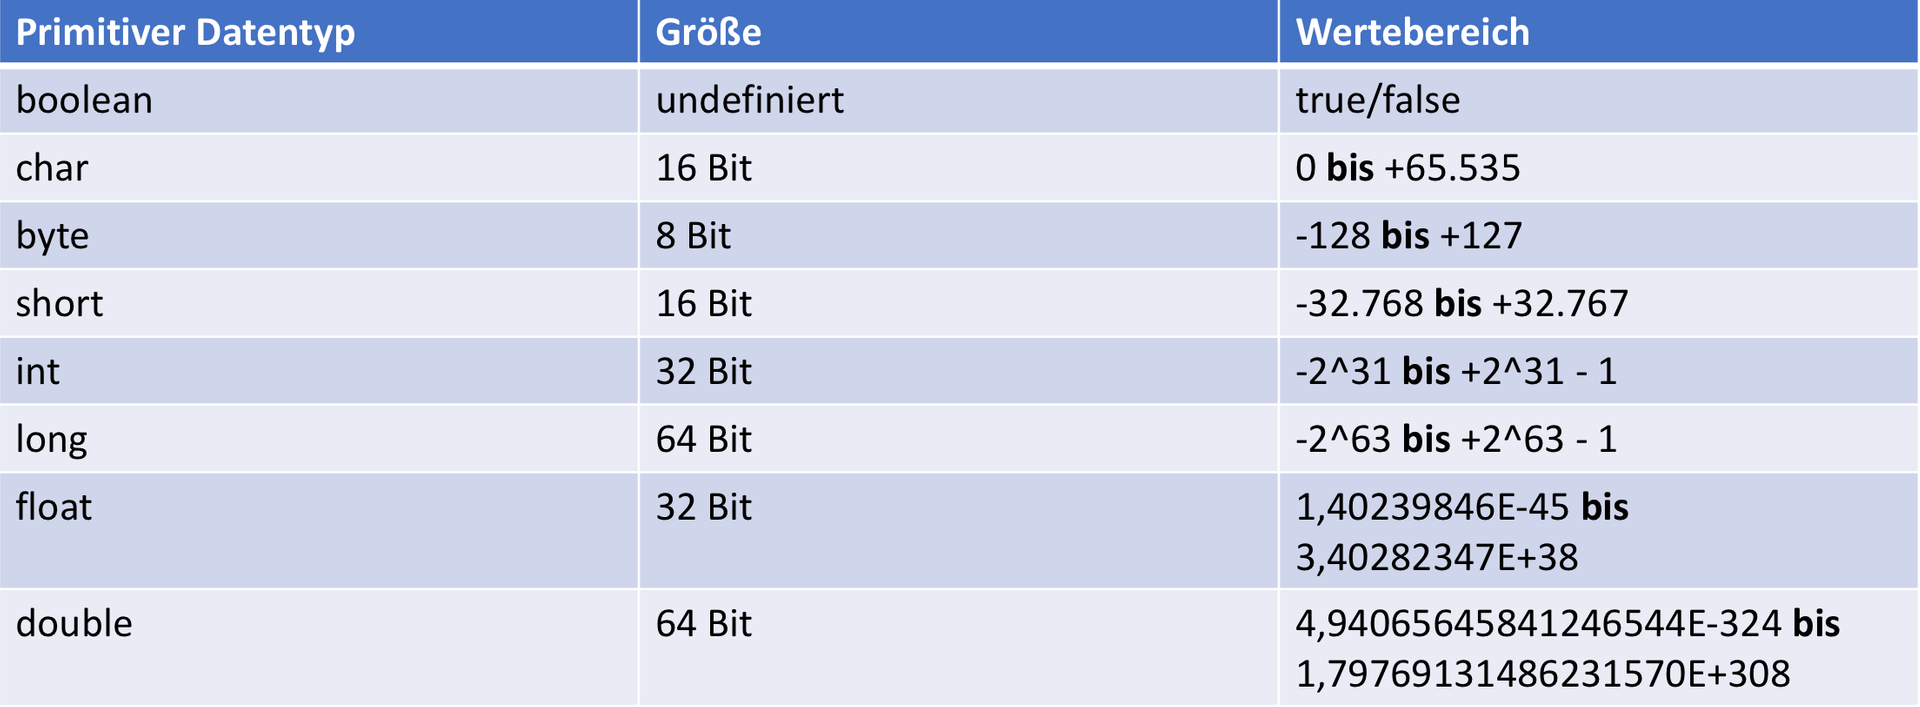 Primitiver Datentyp Größe Wertebereich
boolean undefiniert true/false
char 16 Bit 0 bis +65.535
byte 8 Bit -128 bis +127
short 16 Bit -32.768 bis +32.767
int 32 Bit -2^31 bis +2^31 - 1
long 64 Bit -2^63 bis +2^63 - 1
float 32 Bit 1,40239846E-45 bis
3,40282347E+38
double 64 Bit 4,94065645841246544E-324 bis
1,79769131486231570E+308